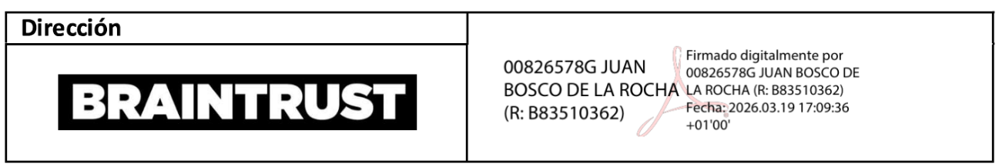 Dirección
BRAINTRUST
00826578G JUAN
BOSCO DE LA ROCHA
(R: B83510362)
Firmado digitalmente por
00826578G JUAN BOSCO DE
LA ROCHA (R: B83510362)
Fecha: 2026.03.19 17:09:36
+01'00'